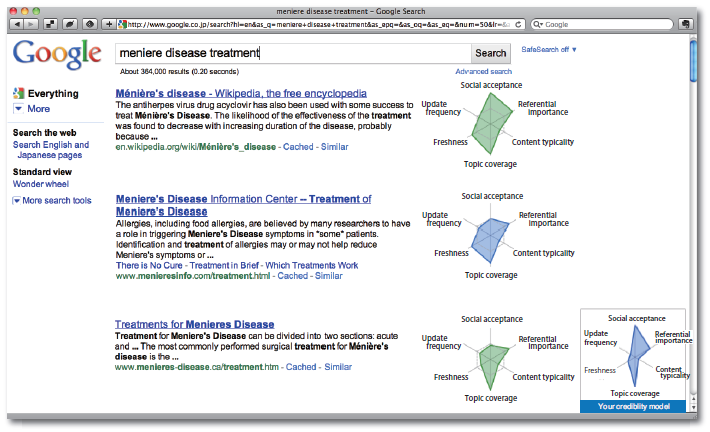 meniere disease treatment – Google Search
http://www.google.co.jp/search?hl=en&as_q=meniere+disease+treatment&as_epq=&as_oq=&as_eq=&num=50&lr=&a
Google
Google
meniere disease treatment
Search
SafeSearch off ▼
About 364,000 results (0.20 seconds)
Advanced search
Everything
More
Search the web
Search English and
Japanese pages
Standard view
Wonder wheel
More search tools
Ménière's disease - Wikipedia, the free encyclopedia
The antiherpes virus drug acyclovir has also been used with some success to
treat Ménière's Disease. The likelihood of the effectiveness of the treatment
was found to decrease with increasing duration of the disease, probably
because ...
en.wikipedia.org/wiki/Ménière's_disease - Cached - Similar
Social acceptance
Update
frequency
Referential
importance
Freshness
Content typicality
Topic coverage
Meniere's Disease Information Center -- Treatment of
Meniere's Disease
Allergies, including food allergies, are believed by many researchers to have
a role in triggering Meniere's Disease symptoms in *some* patients.
Identification and treatment of allergies may or may not help reduce
Meniere's symptoms or ...
There is No Cure - Treatment in Brief - Which Treatments Work
www.menieresinfo.com/treatment.html - Cached - Similar
Social acceptance
Update
frequency
Referential
importance
Freshness
Content typicality
Topic coverage
Treatments for Menieres Disease
Treatment for Meniere's Disease can be divided into two sections: acute
and ... The most commonly performed surgical treatment for Ménière's
disease is the ...
www.menieres-disease.ca/treatment.htm - Cached - Similar
Social acceptance
Update
frequency
Referential
importance
Freshness
Content typicality
Topic coverage
Social acceptance
Update
frequency
Referential
importance
Freshness
Content
typicality
Topic coverage
Your credibility model